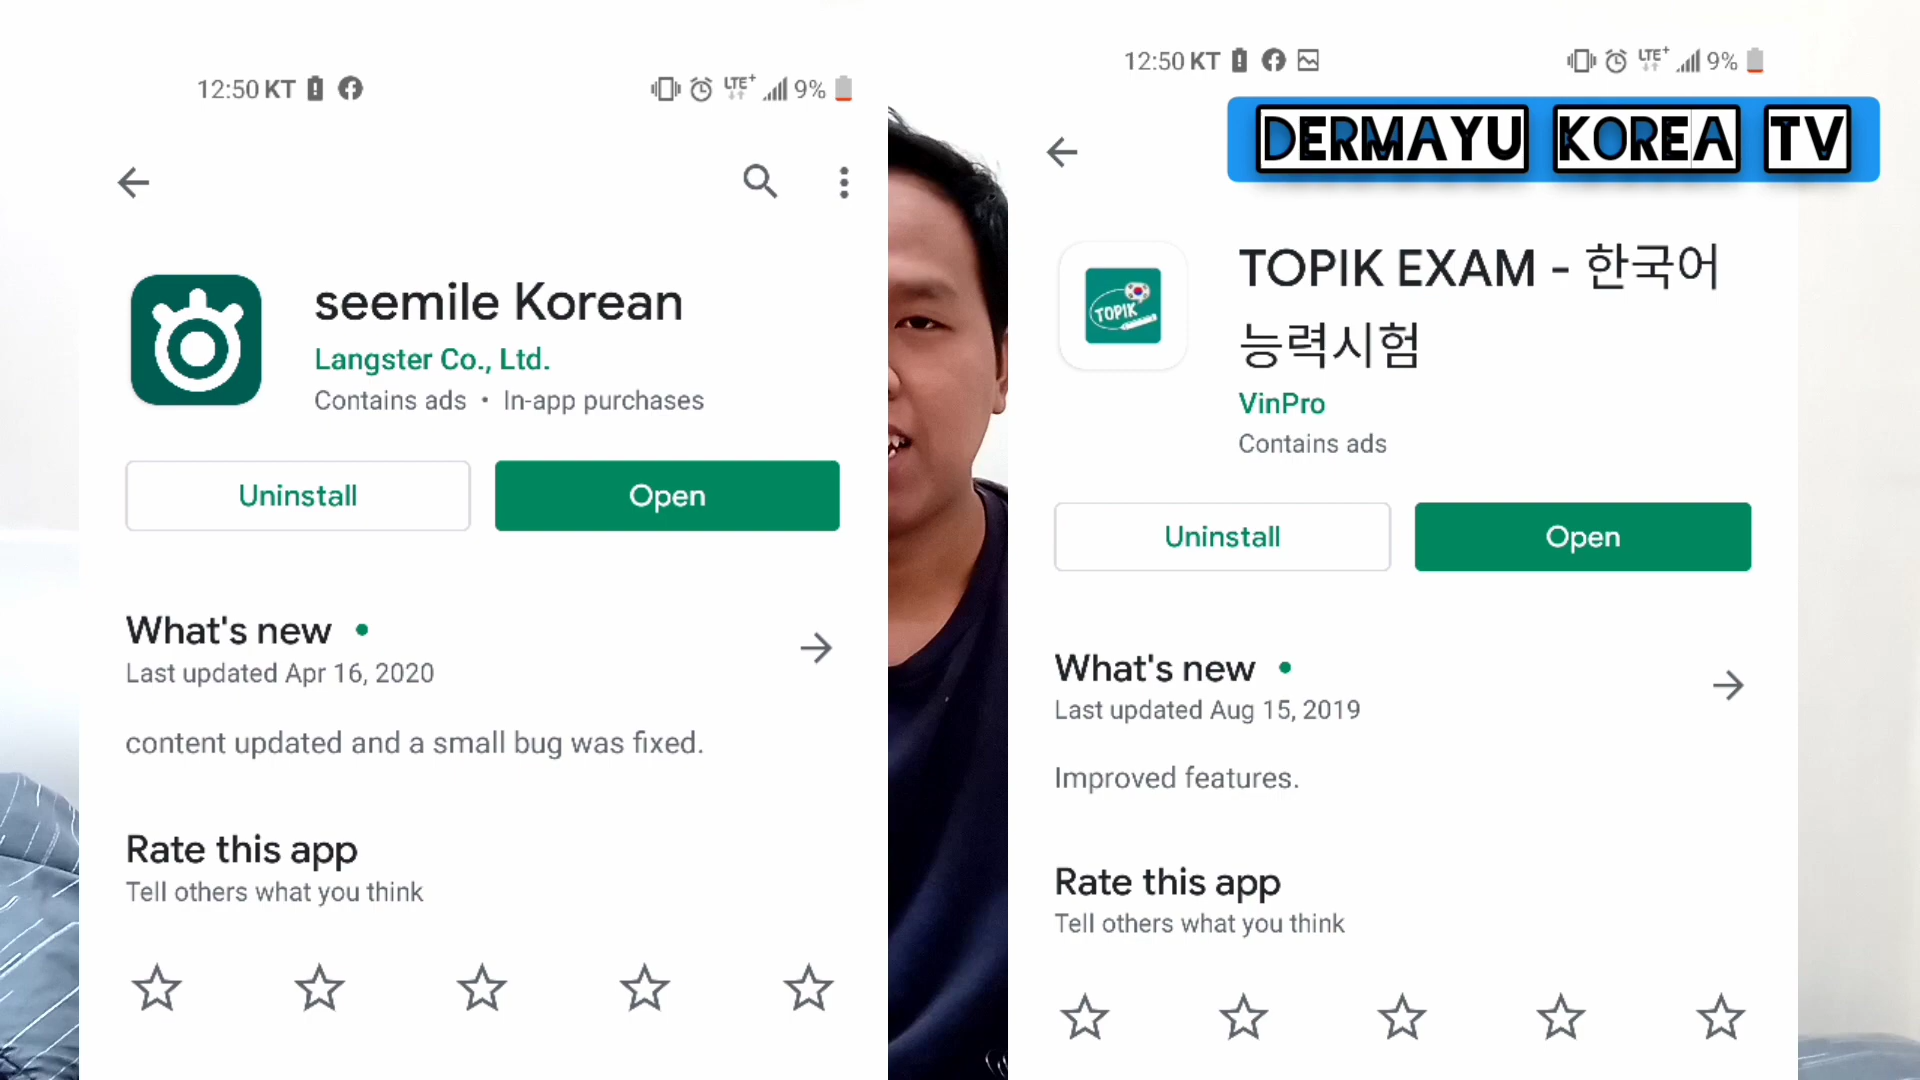 12:50 KT
LTE+
9%
seemile Korean
Langster Co., Ltd.
Contains ads • In-app purchases
Uninstall
Open
What's new
Last updated Apr 16, 2020
content updated and a small bug was fixed.
Rate this app
Tell others what you think
12:50 KT
LTE+
9%
DERMAYU KOREA TV
TOPIK
TOPIK EXAM - 한국어
능력시험
VinPro
Contains ads
Uninstall
Open
What's new
Last updated Aug 15, 2019
Improved features.
Rate this app
Tell others what you think